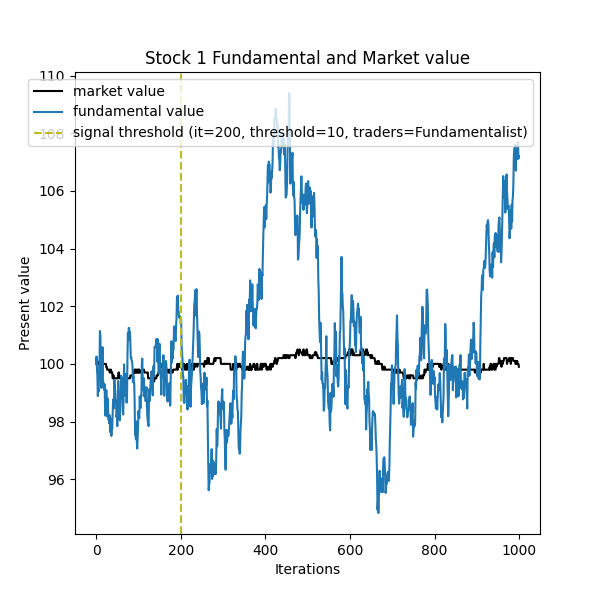 Stock 1 Fundamental and Market value
market value
fundamental value
signal threshold (it=200, threshold=10, traders=Fundamentalist)
110
108
106
104
102
100
98
96
Present value
0 200 400 600 800 1000
Iterations